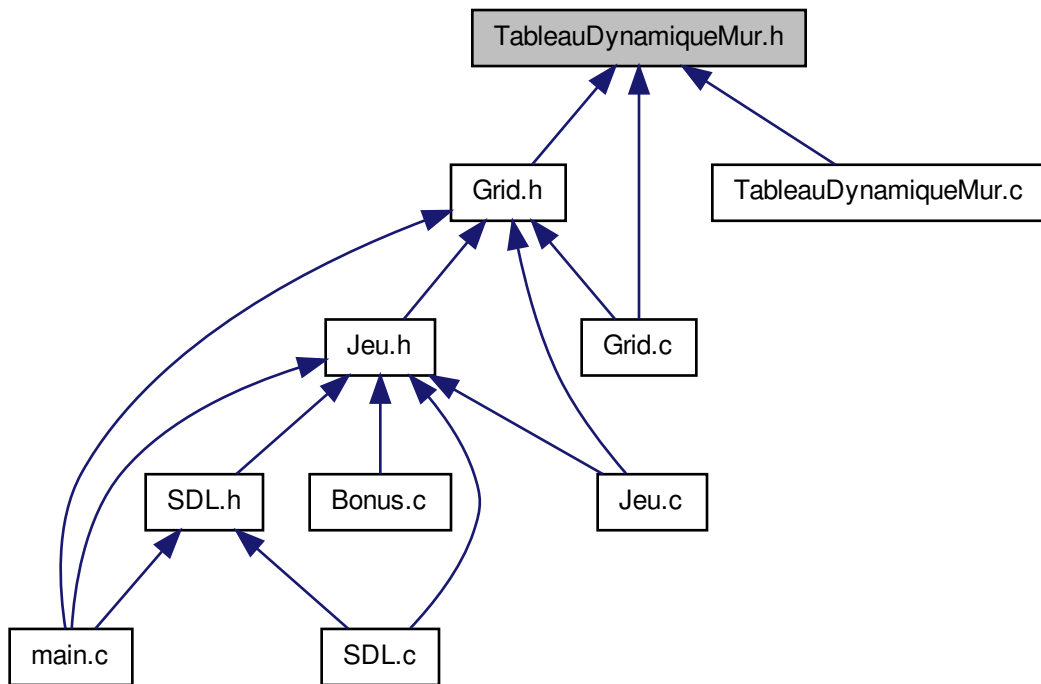 TableauDynamiqueMur.h
Grid.h
TableauDynamiqueMur.c
Jeu.h
Grid.c
SDL.h
Bonus.c
Jeu.c
main.c
SDL.c